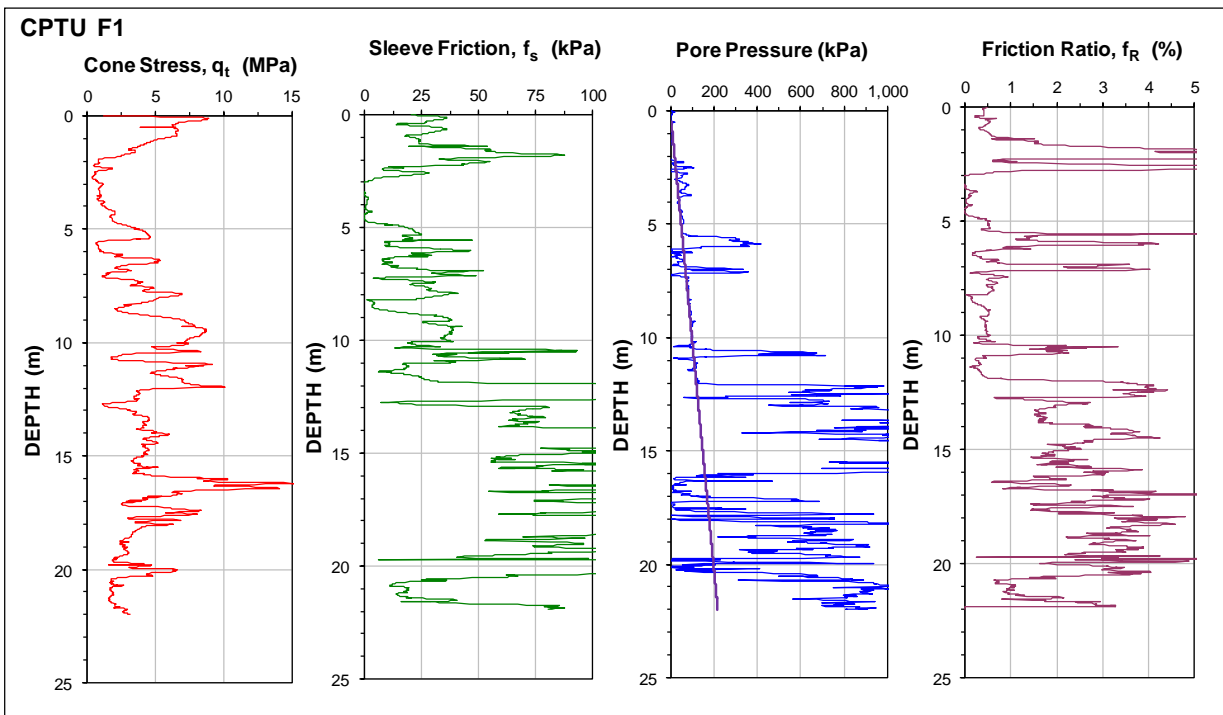 CPTU F1
Cone Stress, qt (MPa)
0 5 10 15
DEPTH (m)
0
5
10
15
20
25
Sleeve Friction, fs (kPa)
0 25 50 75 100
DEPTH (m)
0
5
10
15
20
25
Pore Pressure (kPa)
0 200 400 600 800 1,000
DEPTH (m)
0
5
10
15
20
25
Friction Ratio, fR (%)
0 1 2 3 4 5
DEPTH (m)
0
5
10
15
20
25